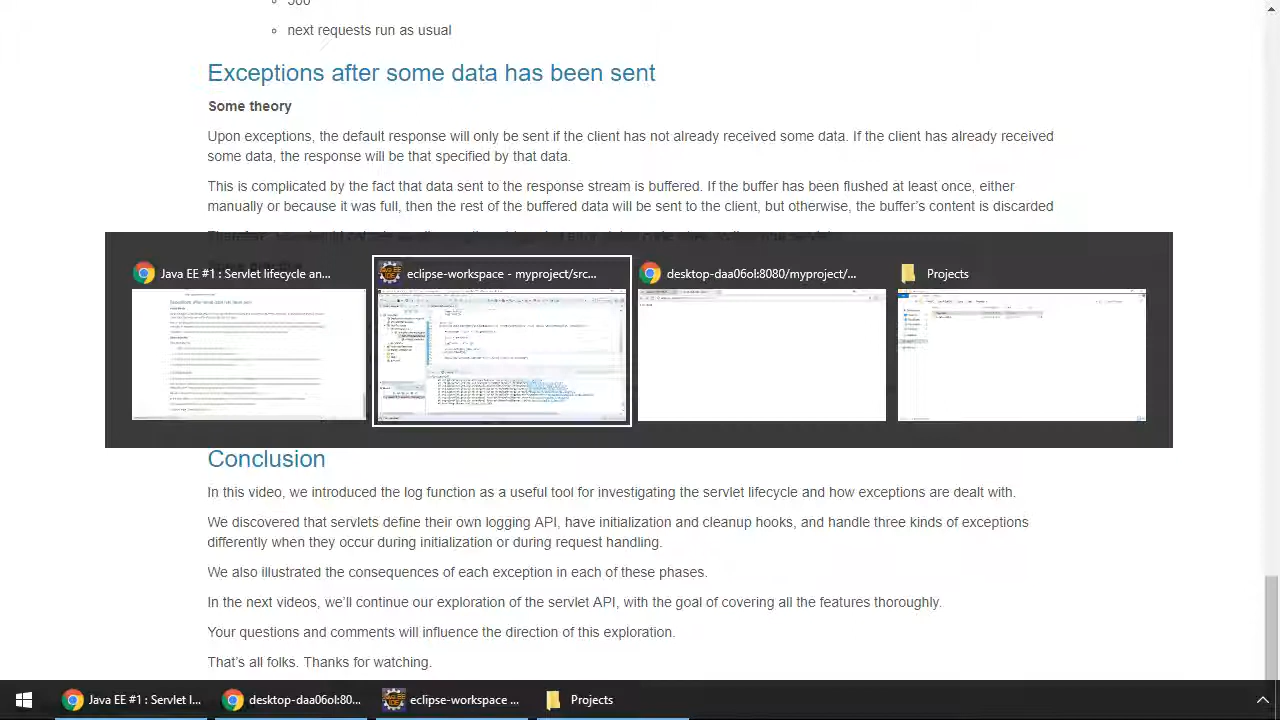 500
next requests run as usual
Exceptions after some data has been sent
Some theory
Upon exceptions, the default response will only be sent if the client has not already received some data. If the client has already received
some data, the response will be that specified by that data.
This is complicated by the fact that data sent to the response stream is buffered. If the buffer has been flushed at least once, either
manually or because it was full, then the rest of the buffered data will be sent to the client, but otherwise, the buffer's content is discarded
Java EE #1 : Servlet lifecycle an...
eclipse-workspace - myproject/src...
desktop-daa06ol:8080/myproject/...
Projects
Conclusion
In this video, we introduced the log function as a useful tool for investigating the servlet lifecycle and how exceptions are dealt with.
We discovered that servlets define their own logging API, have initialization and cleanup hooks, and handle three kinds of exceptions
differently when they occur during initialization or during request handling.
We also illustrated the consequences of each exception in each of these phases.
In the next videos, we'll continue our exploration of the servlet API, with the goal of covering all the features thoroughly.
Your questions and comments will influence the direction of this exploration.
That's all folks. Thanks for watching.
Java EE #1 : Servlet l...
desktop-daa06ol:80...
eclipse-workspace ...
Projects